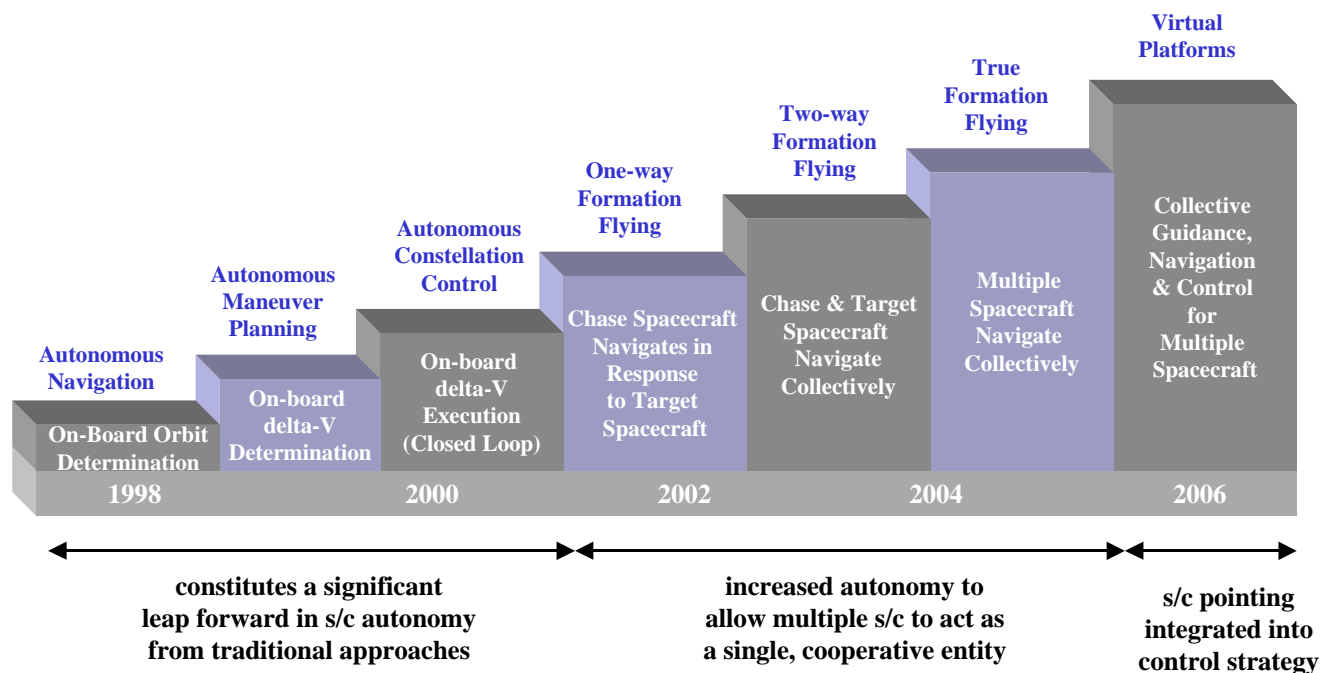 Autonomous
Navigation
On-Board Orbit
Determination
Autonomous
Maneuver
Planning
On-board
delta-V
Determination
Autonomous
Constellation
Control
On-board
delta-V
Execution
(Closed Loop)
One-way
Formation
Flying
Chase Spacecraft
Navigates in
Response
to Target
Spacecraft
Two-way
Formation
Flying
Chase & Target
Spacecraft
Navigate
Collectively
True
Formation
Flying
Multiple
Spacecraft
Navigate
Collectively
Virtual
Platforms
Collective
Guidance,
Navigation
& Control
for
Multiple
Spacecraft
1998
2000
2002
2004
2006
constitutes a significant
leap forward in s/c autonomy
from traditional approaches
increased autonomy to
allow multiple s/c to act as
a single, cooperative entity
s/c pointing
integrated into
control strategy